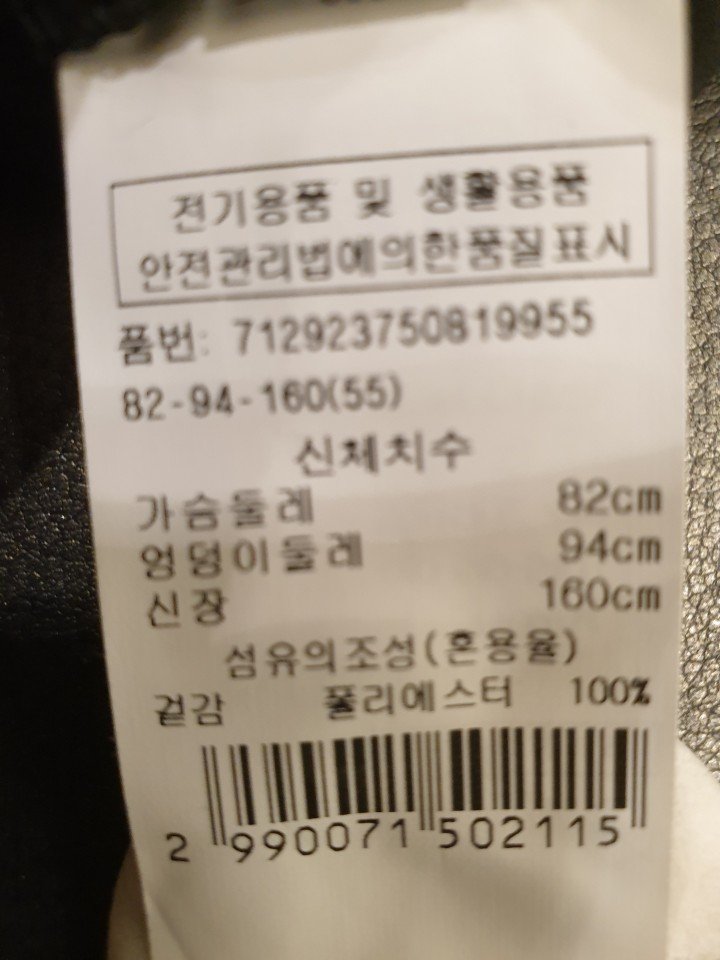 전기용품 및 생활용품
안전관리법에의한품질표시
품번: 712923750819955
82-94-160(55)
신체치수
가슴둘레 82cm
엉덩이둘레 94cm
신장 160cm
섬유의조성(혼용율)
겉감 폴리에스터 100%
2 990071 502115